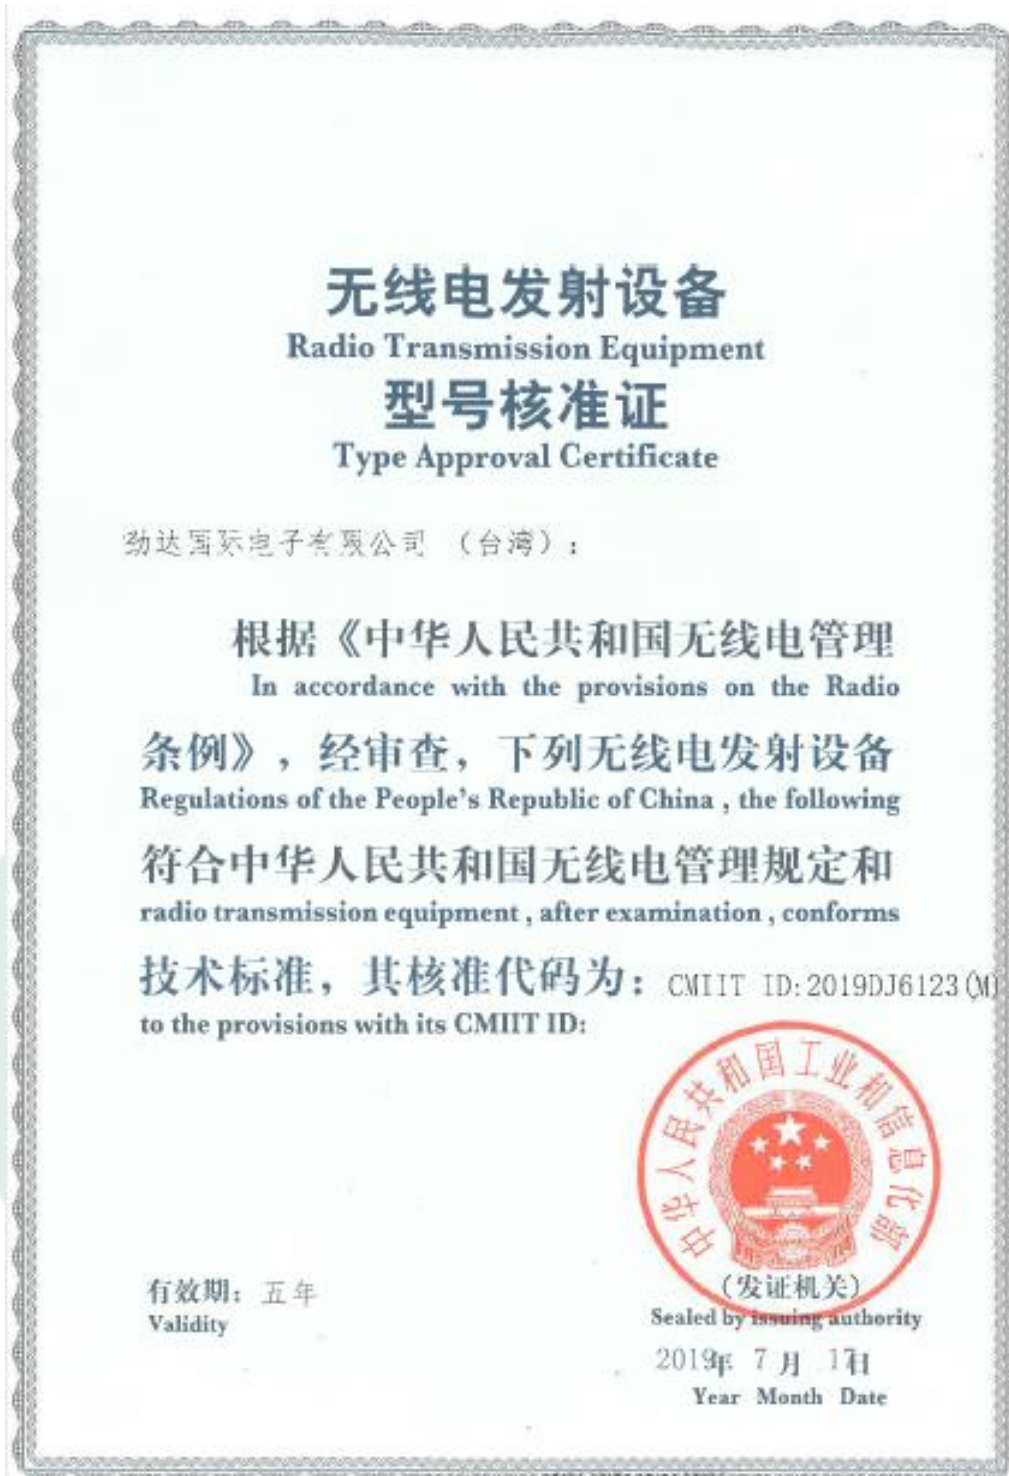 无线电发射设备
Radio Transmission Equipment
型号核准证
Type Approval Certificate
劲达国际电子有限公司 （台湾）：
根据《中华人民共和国无线电管理
In accordance with the provisions on the Radio
条例》，经审查，下列无线电发射设备
Regulations of the People's Republic of China , the following
符合中华人民共和国无线电管理规定和
radio transmission equipment , after examination , conforms
技术标准，其核准代码为：CMIIT ID:2019DJ6123(M)
to the provisions with its CMIIT ID:
中华人民共和国工业和信息化部
有效期：五年
Validity
（发证机关）
Sealed by issuing authority
2019年 7 月 17日
Year Month Date